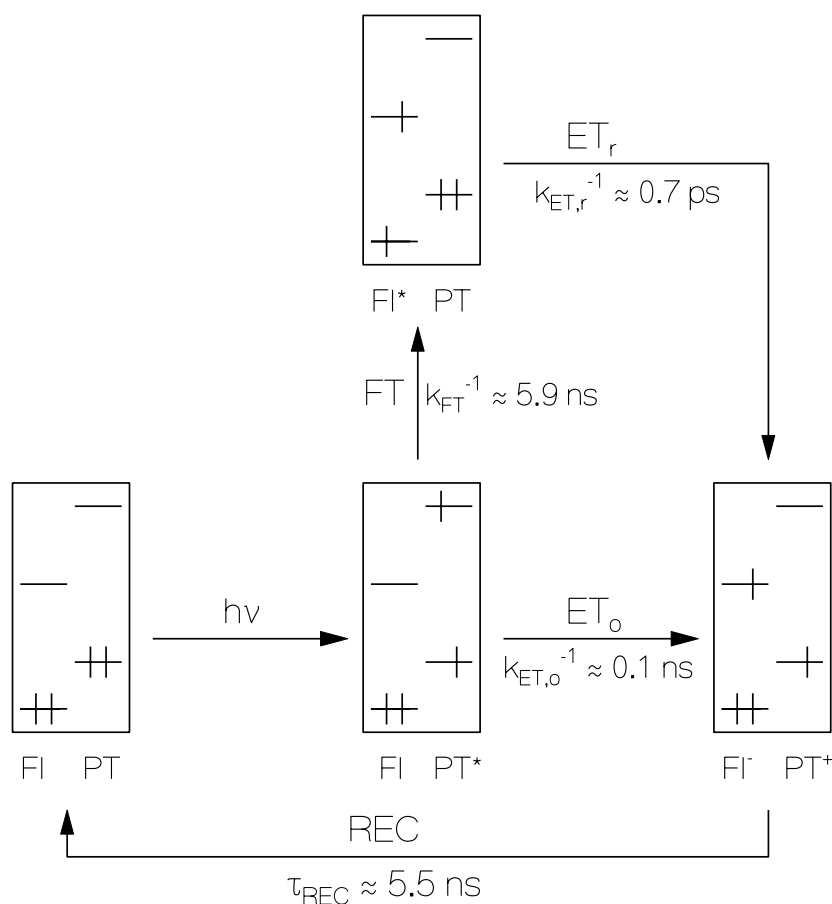 ET_r
k_ET,r^-1 ≈ 0.7 ps
Fl* PT
FT k_FT^-1 ≈ 5.9 ns
hν
ET_o
k_ET,o^-1 ≈ 0.1 ns
Fl PT
Fl PT*
Fl^- PT^+
REC
τ_REC ≈ 5.5 ns